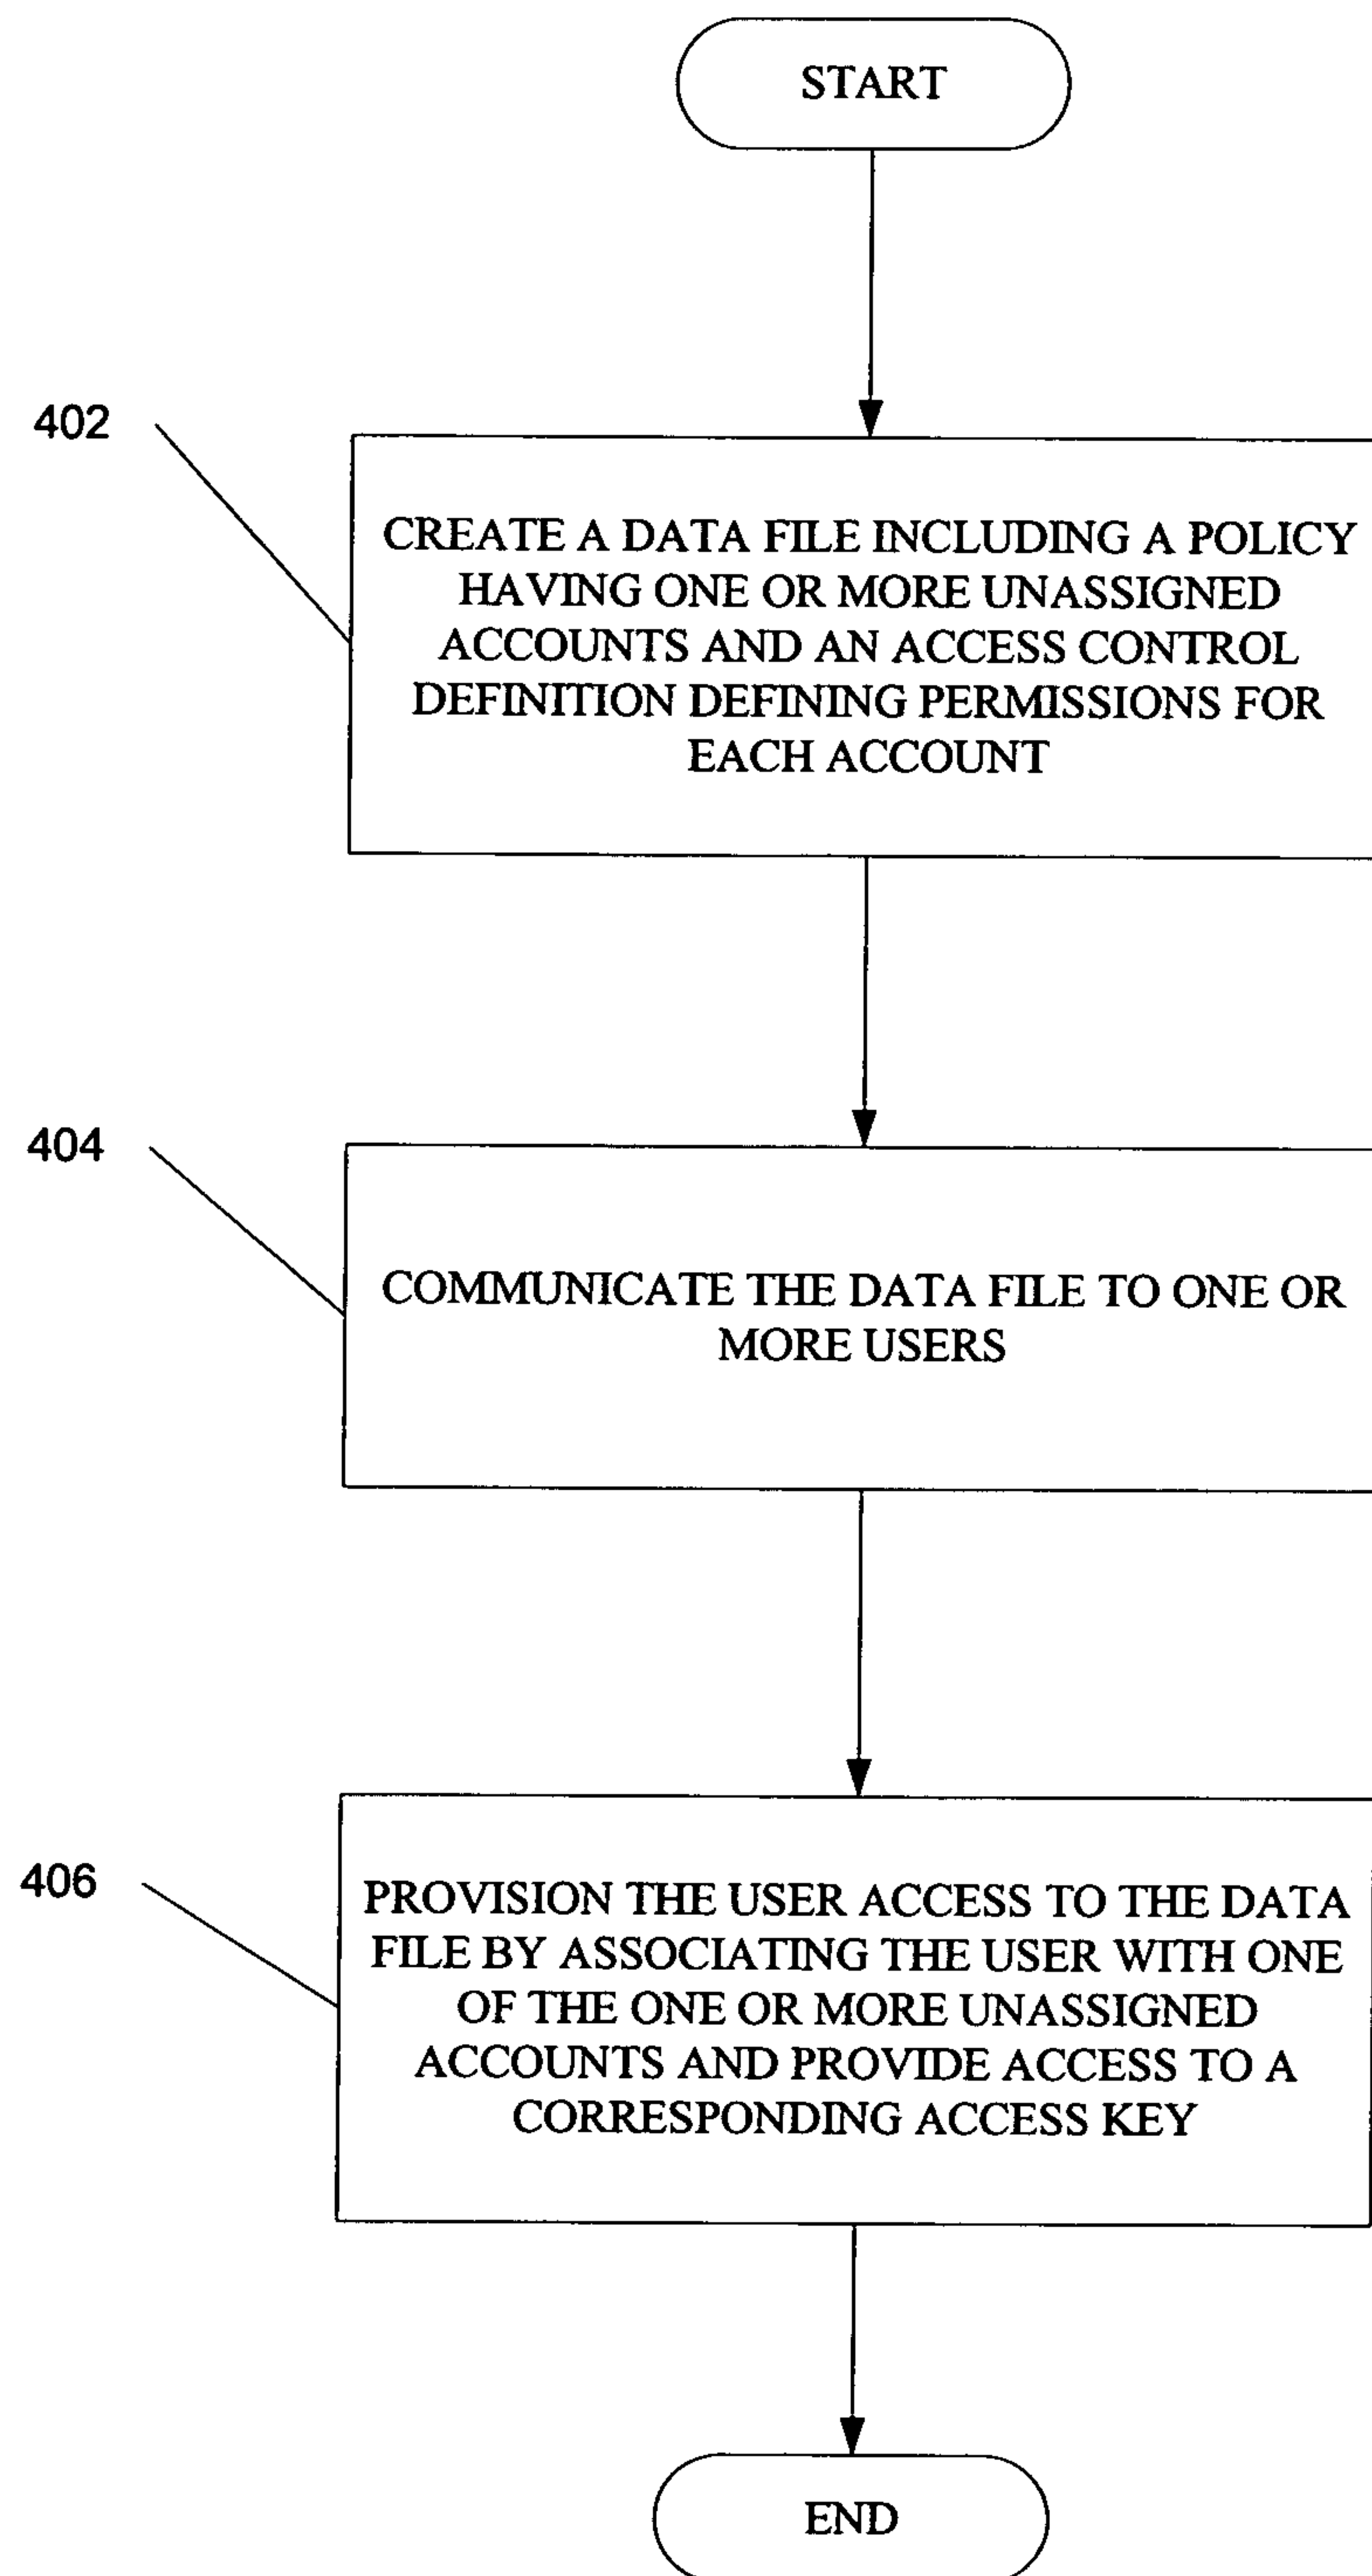 START
402
CREATE A DATA FILE INCLUDING A POLICY
HAVING ONE OR MORE UNASSIGNED
ACCOUNTS AND AN ACCESS CONTROL
DEFINITION DEFINING PERMISSIONS FOR
EACH ACCOUNT
404
COMMUNICATE THE DATA FILE TO ONE OR
MORE USERS
406
PROVISION THE USER ACCESS TO THE DATA
FILE BY ASSOCIATING THE USER WITH ONE
OF THE ONE OR MORE UNASSIGNED
ACCOUNTS AND PROVIDE ACCESS TO A
CORRESPONDING ACCESS KEY
END